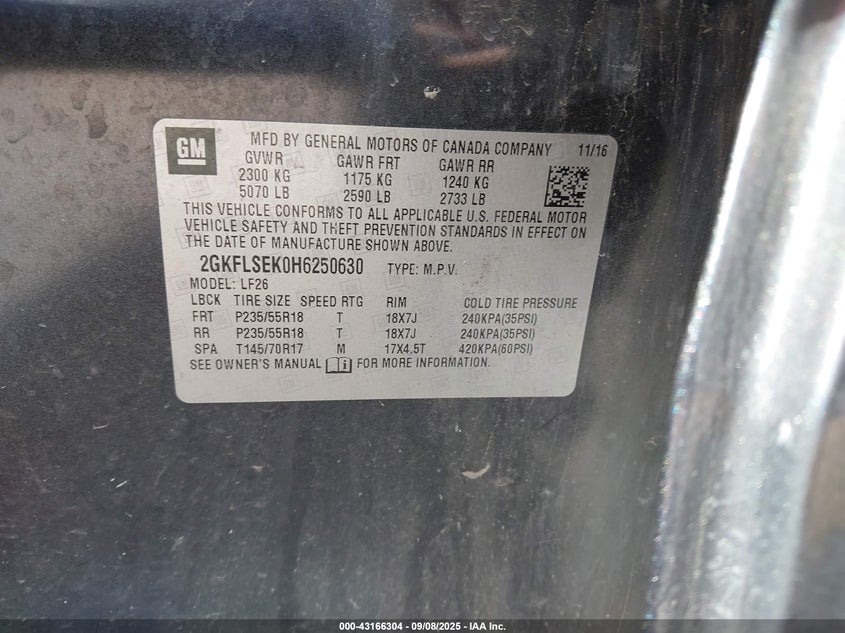 GM
MFD BY GENERAL MOTORS OF CANADA COMPANY 11/16
GVWR GAWR FRT GAWR RR
2300 KG 1175 KG 1240 KG
5070 LB 2590 LB 2733 LB
THIS VEHICLE CONFORMS TO ALL APPLICABLE U.S. FEDERAL MOTOR
VEHICLE SAFETY AND THEFT PREVENTION STANDARDS IN EFFECT ON
THE DATE OF MANUFACTURE SHOWN ABOVE.
2GKFLSEK0H6250630 TYPE: M.P.V.
MODEL: LF26
LBCK TIRE SIZE SPEED RTG RIM COLD TIRE PRESSURE
FRT P235/55R18 T 18X7J 240KPA(35PSI)
RR P235/55R18 T 18X7J 240KPA(35PSI)
SPA T145/70R17 M 17X4.5T 420KPA(60PSI)
SEE OWNER'S MANUAL FOR MORE INFORMATION.
000-43166304 - 09/08/2025 - IAA Inc.